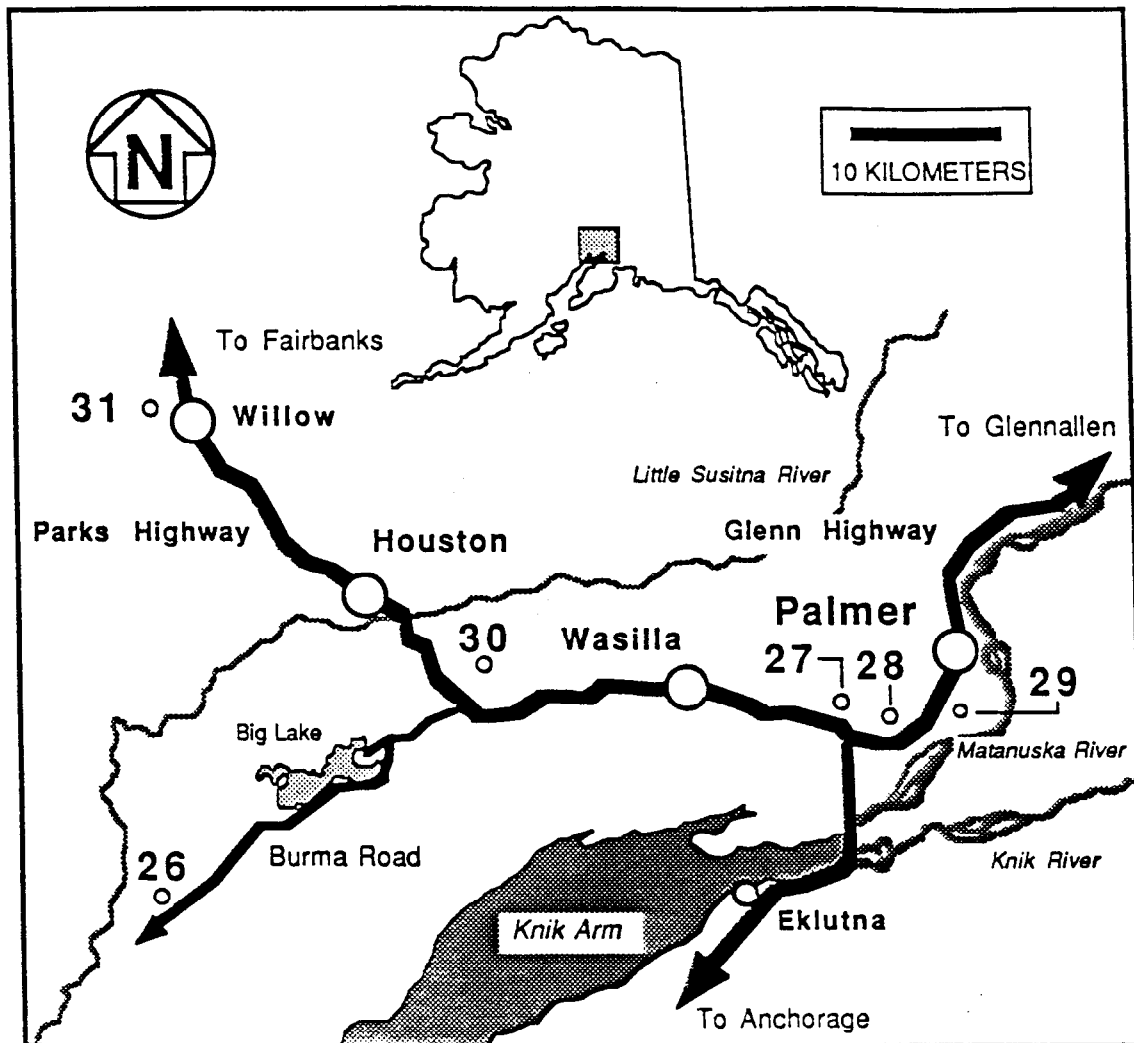 N
10 KILOMETERS
To Fairbanks
31
Willow
To Glennallen
Little Susitna River
Parks Highway
Houston
Glenn Highway
Palmer
30
Wasilla
27
28
29
Big Lake
Matanuska River
26
Burma Road
Knik River
Knik Arm
Eklutna
To Anchorage